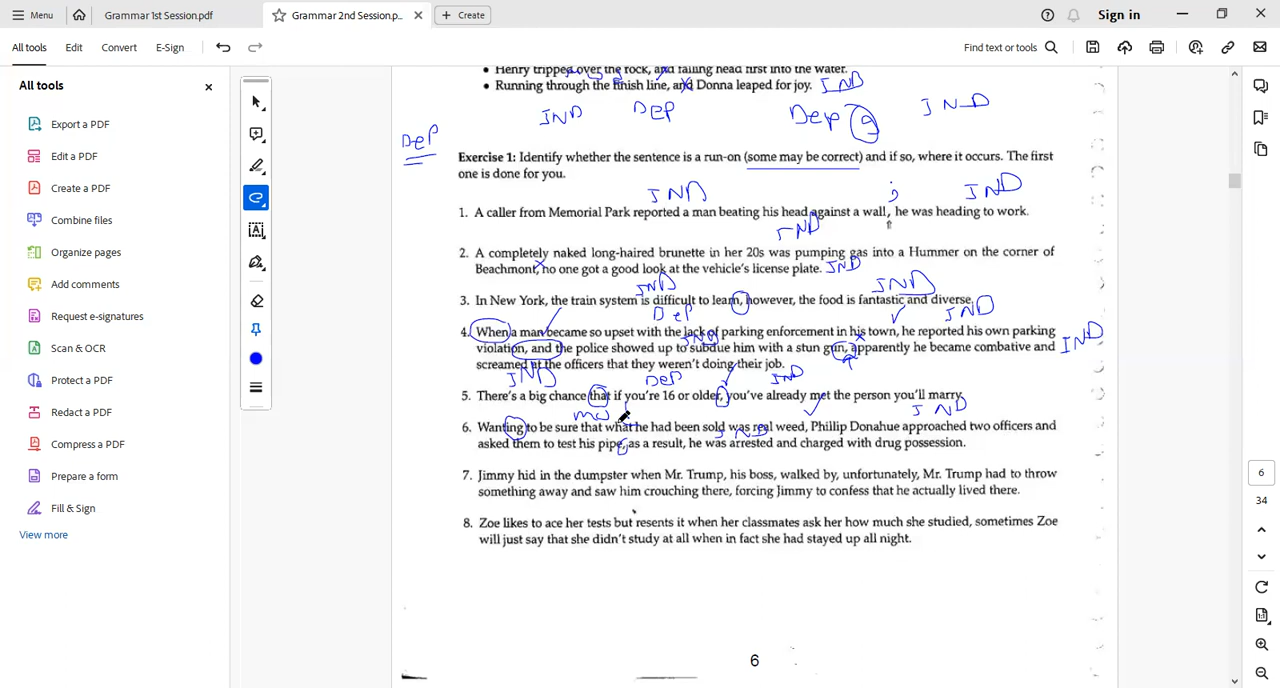 Menu
Grammar 1st Session.pdf
Grammar 2nd Session.p...
Create
Sign in
All tools
Edit
Convert
E-Sign
Find text or tools
All tools
Export a PDF
Edit a PDF
Create a PDF
Combine files
Organize pages
Add comments
Request e-signatures
Scan & OCR
Protect a PDF
Redact a PDF
Compress a PDF
Prepare a form
Fill & Sign
View more
• Henry tripped over the rock, and falling head first into the water.
• Running through the finish line, and Donna leaped for joy. IND
IND DEP Dep , IND
DEP
Exercise 1: Identify whether the sentence is a run-on (some may be correct) and if so, where it occurs. The first
one is done for you.
IND ; IND
1. A caller from Memorial Park reported a man beating his head against a wall, he was heading to work.
IND
2. A completely naked long-haired brunette in her 20s was pumping gas into a Hummer on the corner of
Beachmont, no one got a good look at the vehicle's license plate. IND
IND IND
3. In New York, the train system is difficult to learn, however, the food is fantastic and diverse.
Dep IND
4. When a man became so upset with the lack of parking enforcement in his town, he reported his own parking
violation, and the police showed up to subdue him with a stun gun, apparently he became combative and IND
screamed at the officers that they weren't doing their job.
IND DEP IND
5. There's a big chance that if you're 16 or older, you've already met the person you'll marry.
IND
6. Wanting to be sure that what he had been sold was real weed, Phillip Donahue approached two officers and
asked them to test his pipe, as a result, he was arrested and charged with drug possession.
7. Jimmy hid in the dumpster when Mr. Trump, his boss, walked by, unfortunately, Mr. Trump had to throw
something away and saw him crouching there, forcing Jimmy to confess that he actually lived there.
8. Zoe likes to ace her tests but resents it when her classmates ask her how much she studied, sometimes Zoe
will just say that she didn't study at all when in fact she had stayed up all night.
6
6
34